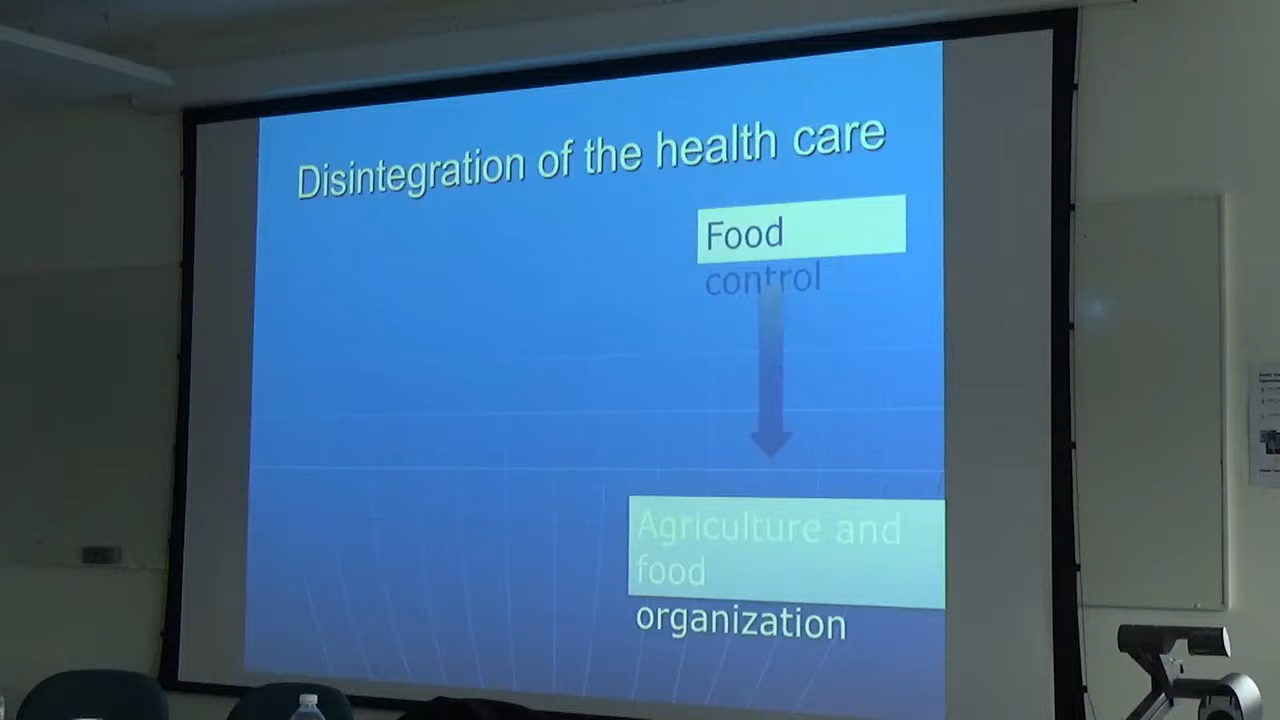 Disintegration of the health care
Food
control
Agriculture and
food
organization